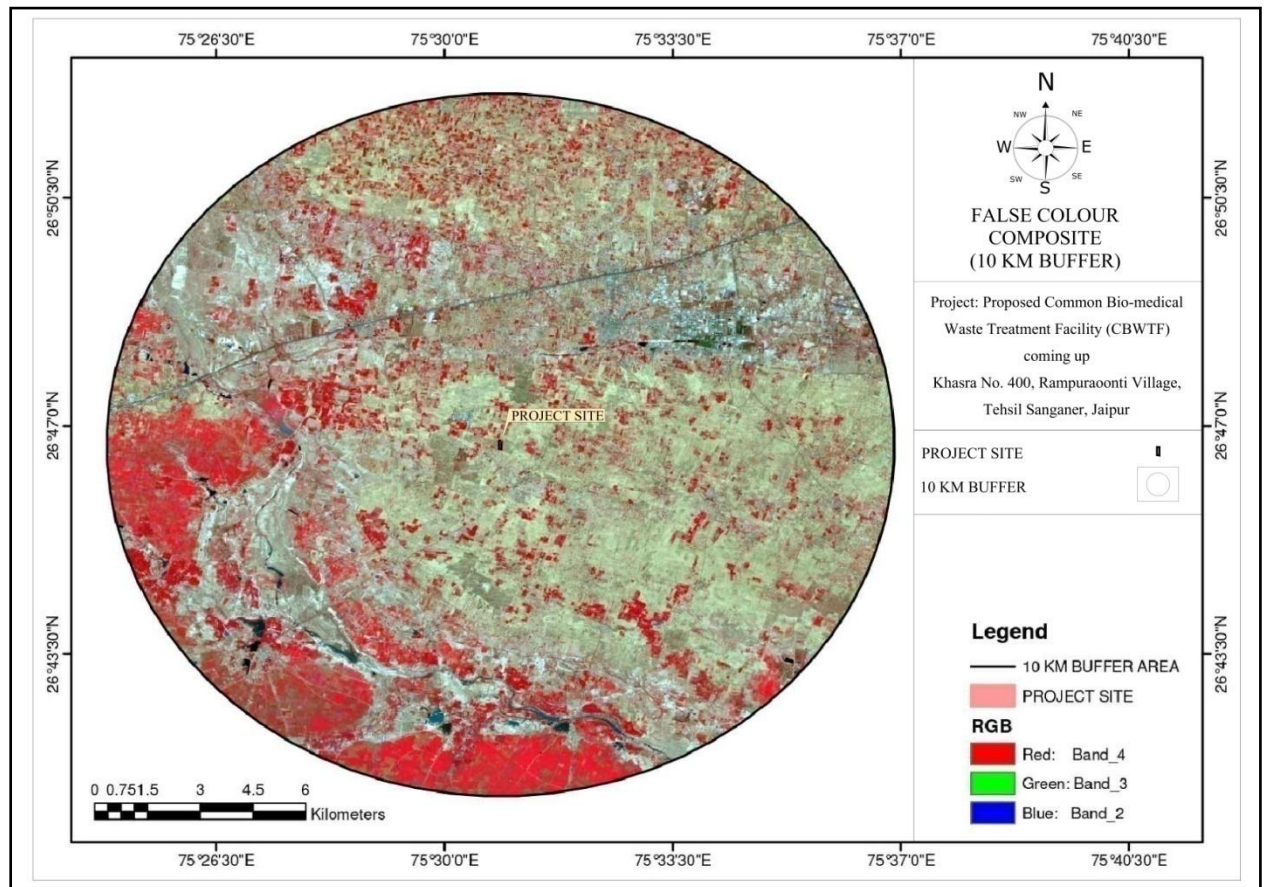 75°26'30"E 75°30'0"E 75°33'30"E 75°37'0"E 75°40'30"E
26°50'30"N
26°47'0"N
26°43'30"N
PROJECT SITE
0 0.751.5 3 4.5 6
Kilometers
75°26'30"E 75°30'0"E 75°33'30"E 75°37'0"E 75°40'30"E
N
NW NE
W E
SW SE
S
FALSE COLOUR
COMPOSITE
(10 KM BUFFER)
Project: Proposed Common Bio-medical
Waste Treatment Facility (CBWTF)
coming up
Khasra No. 400, Rampuraoonti Village,
Tehsil Sanganer, Jaipur
PROJECT SITE
10 KM BUFFER
Legend
10 KM BUFFER AREA
PROJECT SITE
RGB
Red: Band_4
Green: Band_3
Blue: Band_2
26°50'30"N
26°47'0"N
26°43'30"N